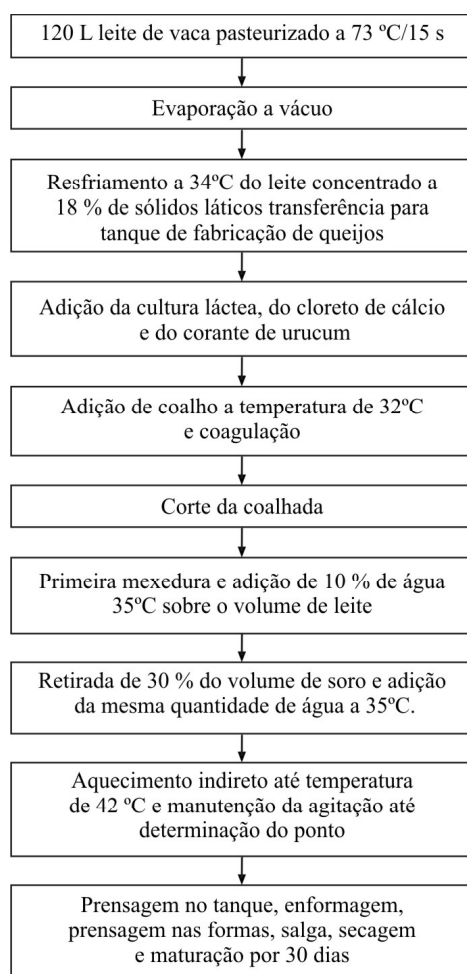 120 L leite de vaca pasteurizado a 73 ºC/15 s
Evaporação a vácuo
Resfriamento a 34ºC do leite concentrado a
18 % de sólidos láticos transferência para
tanque de fabricação de queijos
Adição da cultura láctea, do cloreto de cálcio
e do corante de urucum
Adição de coalho a temperatura de 32ºC
e coagulação
Corte da coalhada
Primeira mexedura e adição de 10 % de água
35ºC sobre o volume de leite
Retirada de 30 % do volume de soro e adição
da mesma quantidade de água a 35ºC.
Aquecimento indireto até temperatura
de 42 ºC e manutenção da agitação até
determinação do ponto
Prensagem no tanque, enformagem,
prensagem nas formas, salga, secagem
e maturação por 30 dias